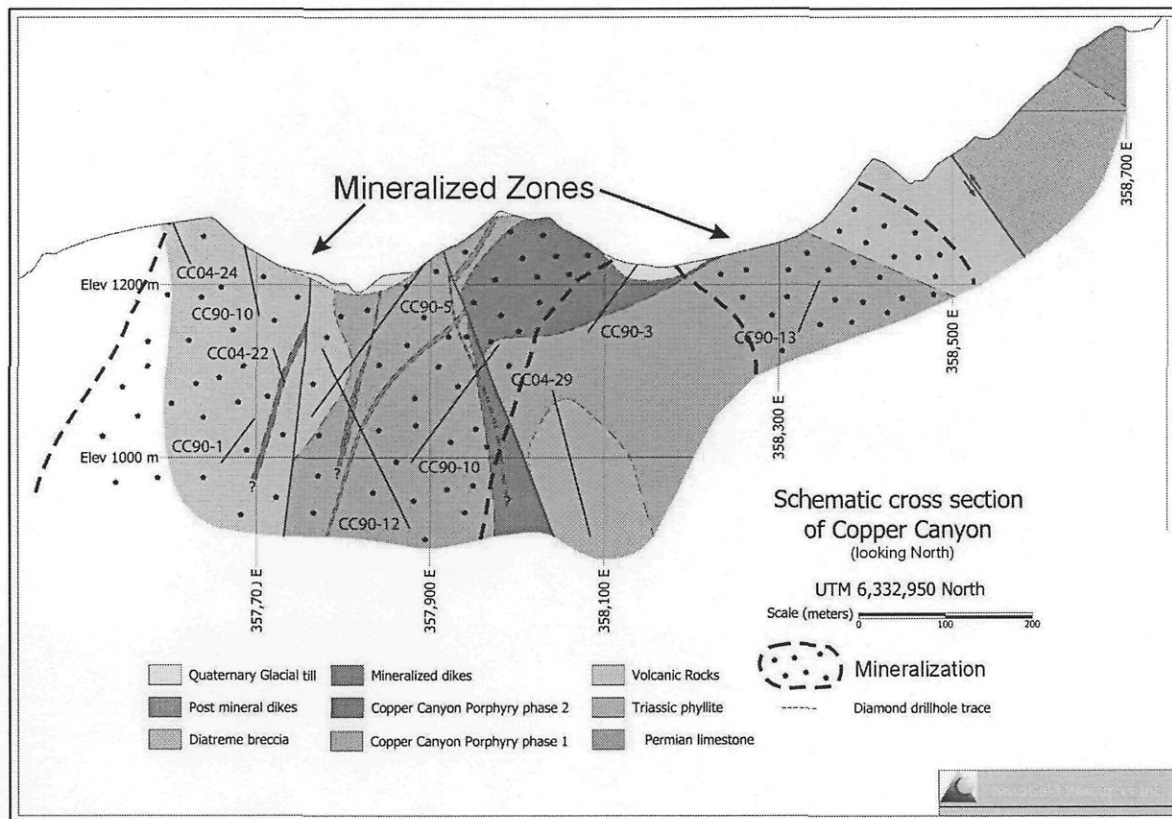 Mineralized Zones
CC04-24
Elev 1200 m
CC90-10
CC90-5
CC90-3
CC90-13
CC04-22
CC04-29
CC90-1
Elev 1000 m
CC90-10
CC90-12
?
?
?
357,70J E
357,900 E
358,100 E
358,300 E
358,500 E
358,700 E
Schematic cross section
of Copper Canyon
(looking North)
UTM 6,332,950 North
Scale (meters)
0
100
200
Mineralization
Diamond drillhole trace
Quaternary Glacial till
Mineralized dikes
Volcanic Rocks
Post mineral dikes
Copper Canyon Porphyry phase 2
Triassic phyllite
Diatreme breccia
Copper Canyon Porphyry phase 1
Permian limestone
NovaGold Resources Inc.